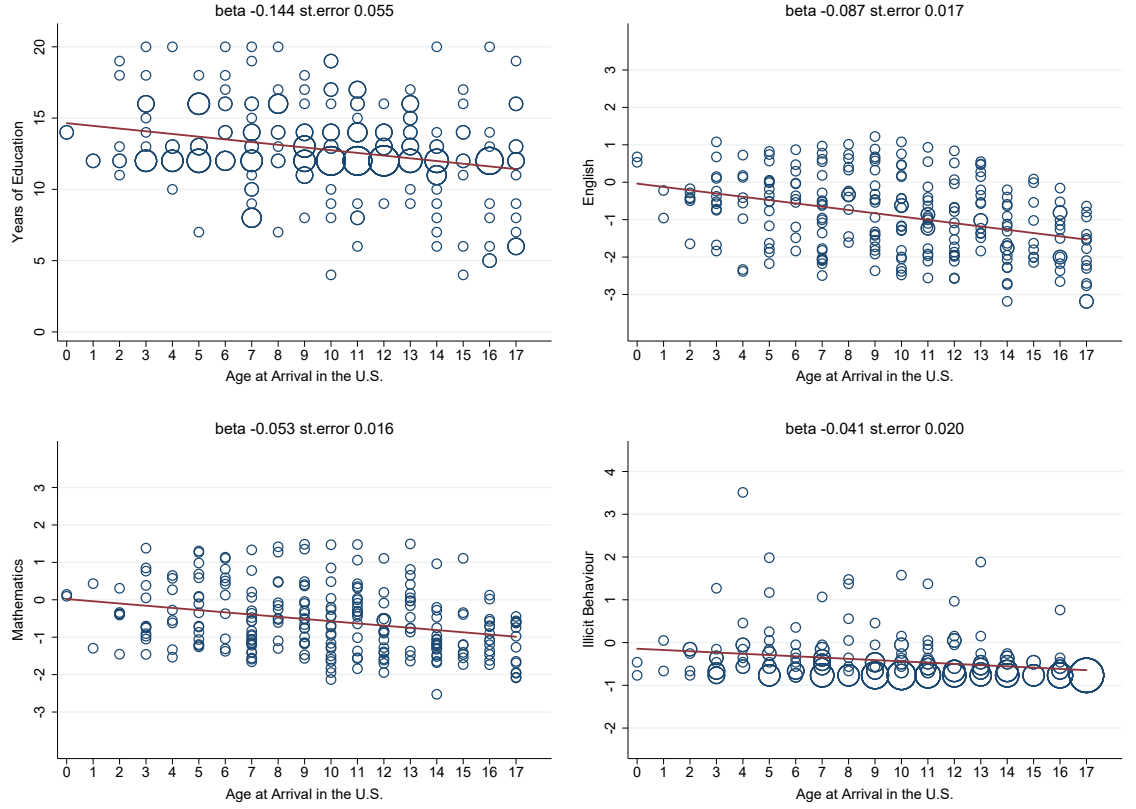 beta -0.144 st.error 0.055
Years of Education
20
15
10
5
0
0 1 2 3 4 5 6 7 8 9 10 11 12 13 14 15 16 17
Age at Arrival in the U.S.
beta -0.087 st.error 0.017
English
3
2
1
0
-1
-2
-3
0 1 2 3 4 5 6 7 8 9 10 11 12 13 14 15 16 17
Age at Arrival in the U.S.
beta -0.053 st.error 0.016
Mathematics
3
2
1
0
-1
-2
-3
0 1 2 3 4 5 6 7 8 9 10 11 12 13 14 15 16 17
Age at Arrival in the U.S.
beta -0.041 st.error 0.020
Illicit Behaviour
4
3
2
1
0
-1
-2
0 1 2 3 4 5 6 7 8 9 10 11 12 13 14 15 16 17
Age at Arrival in the U.S.